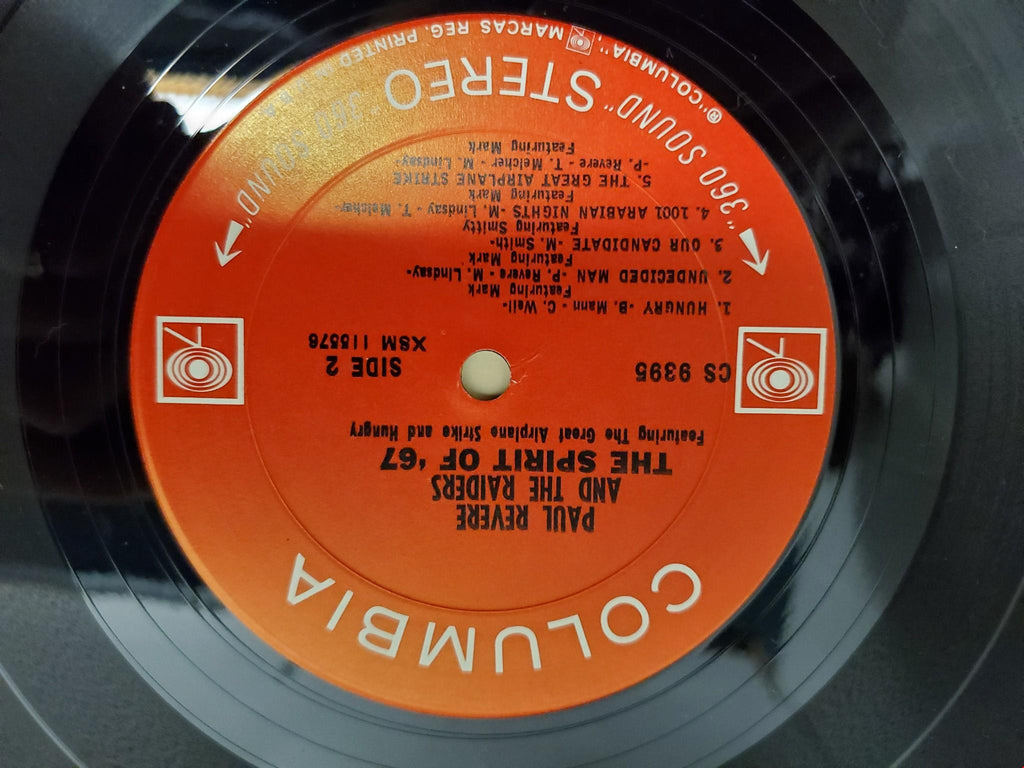 COLUMBIA
PAUL REVERE
AND THE RAIDERS
THE SPIRIT OF '67
Featuring The Great Airplane Strike and Hungry
CS 9395
SIDE 2
XSM 115576
1. HUNGRY -B. Mann - C. Weil-
Featuring Mark
2. UNDECIDED MAN -P. Revere - M. Lindsay-
Featuring Mark
3. OUR CANDIDATE -M. Smith-
Featuring Smitty
4. 1001 ARABIAN NIGHTS -M. Lindsay - T. Melcher-
Featuring Mark
5. THE GREAT AIRPLANE STRIKE
-P. Revere - T. Melcher - M. Lindsay-
Featuring Mark
"360 SOUND" STEREO "360 SOUND"
®"COLUMBIA", MARCAS REG. PRINTED